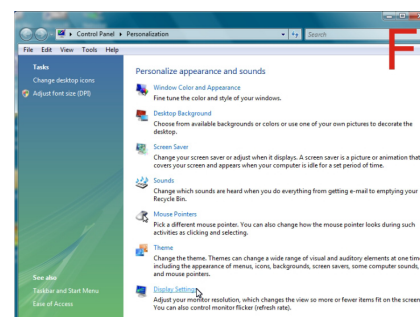 Control Panel ▸ Personalization
Search
F
File Edit View Tools Help
Tasks
Change desktop icons
Adjust font size (DPI)
Personalize appearance and sounds
Window Color and Appearance
Fine tune the color and style of your windows.
Desktop Background
Choose from available backgrounds or colors or use one of your own pictures to decorate the
desktop.
Screen Saver
Change your screen saver or adjust when it displays. A screen saver is a picture or animation that
covers your screen and appears when your computer is idle for a set period of time.
Sounds
Change which sounds are heard when you do everything from getting e-mail to emptying your
Recycle Bin.
Mouse Pointers
Pick a different mouse pointer. You can also change how the mouse pointer looks during such
activities as clicking and selecting.
Theme
Change the theme. Themes can change a wide range of visual and auditory elements at one time
including the appearance of menus, icons, backgrounds, screen savers, some computer sounds,
and mouse pointers.
Display Settings
Adjust your monitor resolution, which changes the view so more or fewer items fit on the screen
You can also control monitor flicker (refresh rate).
See also
Taskbar and Start Menu
Ease of Access